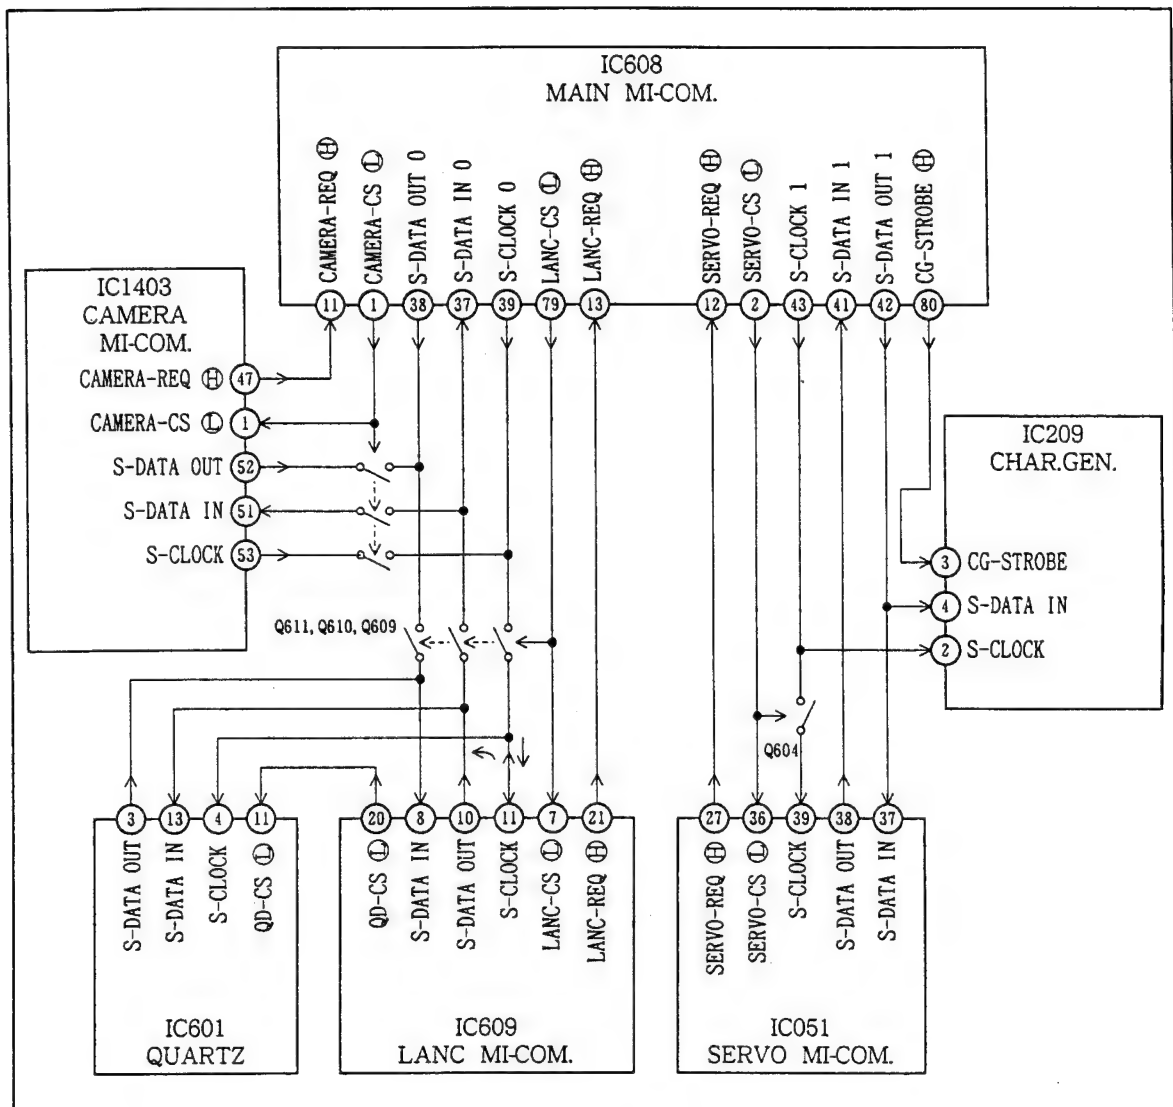 IC608
MAIN MI-COM.
CAMERA-REQ Ⓗ
CAMERA-CS Ⓛ
S-DATA OUT 0
S-DATA IN 0
S-CLOCK 0
LANC-CS Ⓛ
LANC-REQ Ⓗ
SERVO-REQ Ⓗ
SERVO-CS Ⓛ
S-CLOCK 1
S-DATA IN 1
S-DATA OUT 1
CG-STROBE Ⓗ
11 1 38 37 39 79 13 12 2 43 41 42 80
IC1403
CAMERA
MI-COM.
CAMERA-REQ Ⓗ 47
CAMERA-CS Ⓛ 1
S-DATA OUT 52
S-DATA IN 51
S-CLOCK 53
IC209
CHAR.GEN.
3 CG-STROBE
4 S-DATA IN
2 S-CLOCK
Q611, Q610, Q609
Q604
3 13 4 11
S-DATA OUT
S-DATA IN
S-CLOCK
QD-CS Ⓛ
IC601
QUARTZ
20 8 10 11 7 21
QD-CS Ⓛ
S-DATA IN
S-DATA OUT
S-CLOCK
LANC-CS Ⓛ
LANC-REQ Ⓗ
IC609
LANC MI-COM.
27 36 39 38 37
SERVO-REQ Ⓗ
SERVO-CS Ⓛ
S-CLOCK
S-DATA OUT
S-DATA IN
IC051
SERVO MI-COM.